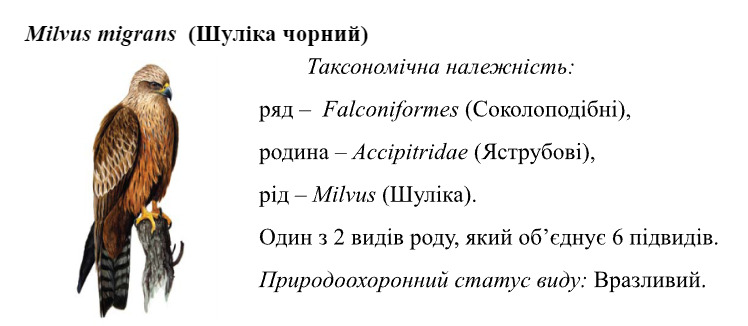 Milvus migrans (Шуліка чорний)
Таксономічна належність:
ряд – Falconiformes (Соколоподібні),
родина – Accipitridae (Яструбові),
рід – Milvus (Шуліка).
Один з 2 видів роду, який об’єднує 6 підвидів.
Природоохоронний статус виду: Вразливий.